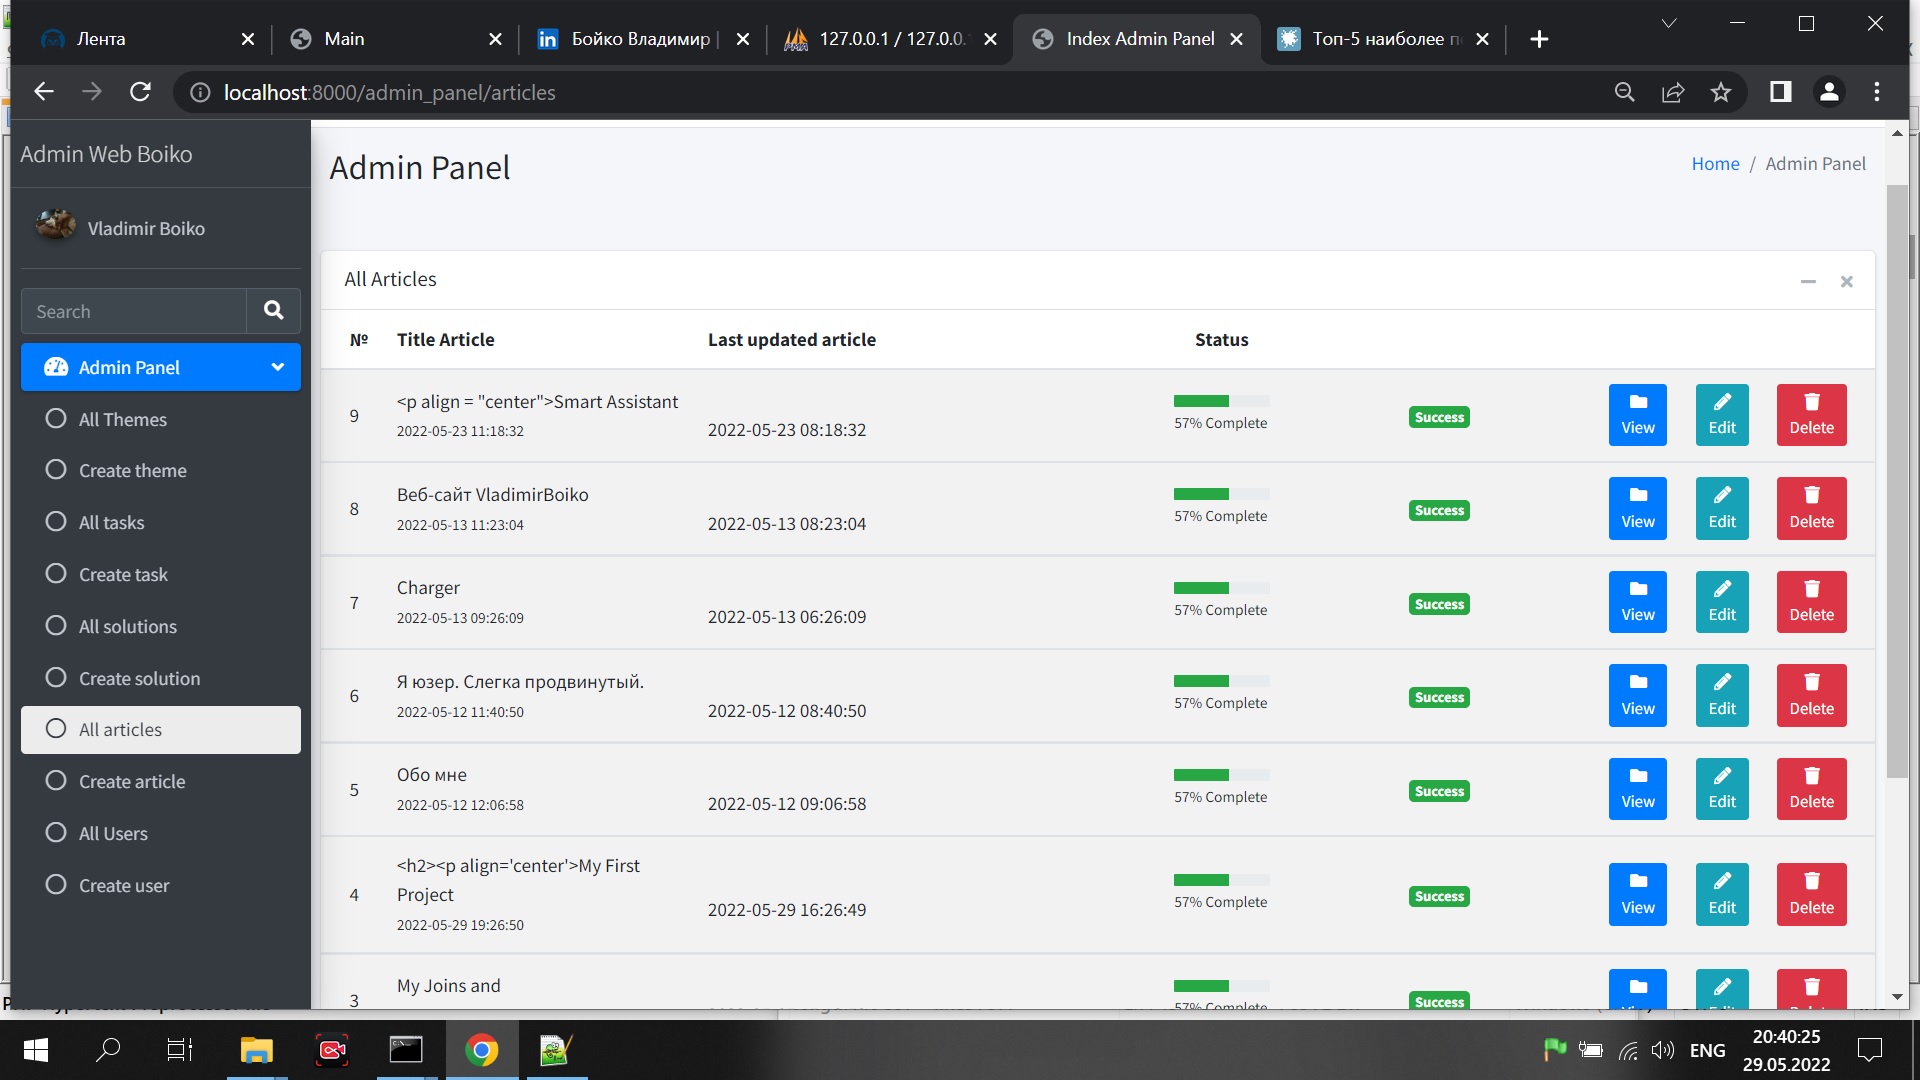 Лента
Main
Бойко Владимир |
127.0.0.1 / 127.0.0.
Index Admin Panel
Топ-5 наиболее
localhost:8000/admin_panel/articles
Admin Web Boiko
Vladimir Boiko
Search
Admin Panel
All Themes
Create theme
All tasks
Create task
All solutions
Create solution
All articles
Create article
All Users
Create user
Admin Panel
Home / Admin Panel
All Articles
№ Title Article Last updated article Status
9 <p align = "center">Smart Assistant
2022-05-23 11:18:32 2022-05-23 08:18:32 57% Complete Success View Edit Delete
8 Веб-сайт VladimirBoiko
2022-05-13 11:23:04 2022-05-13 08:23:04 57% Complete Success View Edit Delete
7 Charger
2022-05-13 09:26:09 2022-05-13 06:26:09 57% Complete Success View Edit Delete
6 Я юзер. Слегка продвинутый.
2022-05-12 11:40:50 2022-05-12 08:40:50 57% Complete Success View Edit Delete
5 Обо мне
2022-05-12 12:06:58 2022-05-12 09:06:58 57% Complete Success View Edit Delete
4 <h2><p align='center'>My First
Project
2022-05-29 19:26:50 2022-05-29 16:26:49 57% Complete Success View Edit Delete
3 My Joins and
57% Complete Success
ENG
20:40:25
29.05.2022